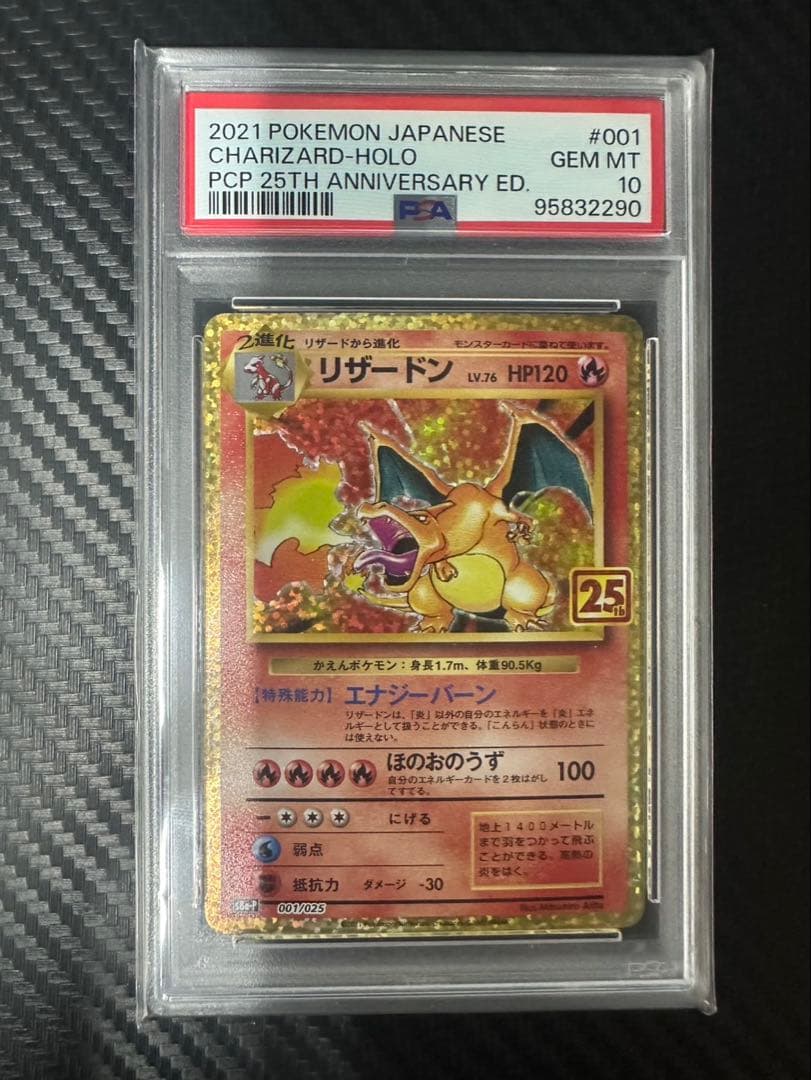 2021 POKEMON JAPANESE #001
CHARIZARD-HOLO GEM MT
PCP 25TH ANNIVERSARY ED. 10
PSA 95832290
2進化 リザードから進化 モンスターカードに重ねて使います。
リザードン LV.76 HP120
25th
かえんポケモン：身長1.7m、体重90.5Kg
【特殊能力】 エナジーバーン
リザードンは、「炎」以外の自分のエネルギーを「炎」エネ
ルギーとして扱うことができる。「こんらん」状態のときに
は使えない。
ほのおのうず 100
自分のエネルギーカードを２枚はがし
てすてる。
にげる
弱点
抵抗力 ダメージ -30
地上１４００メートル
まで羽をつかって飛ぶ
ことができる。高熱の
炎をはく。
S8a-P 001/025
Illus. Mitsuhiro Arita